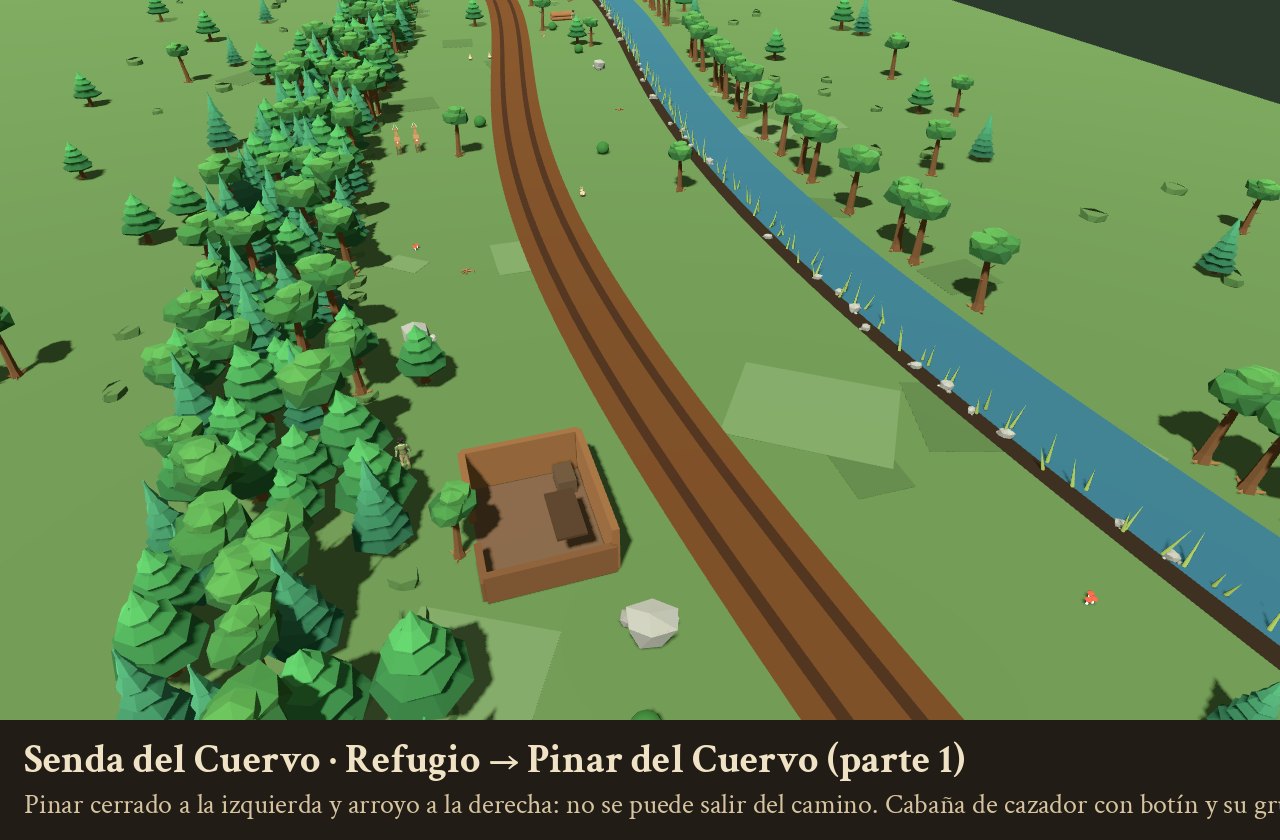 Senda del Cuervo · Refugio → Pinar del Cuervo (parte 1)
Pinar cerrado a la izquierda y arroyo a la derecha: no se puede salir del camino. Cabaña de cazador con botín y su